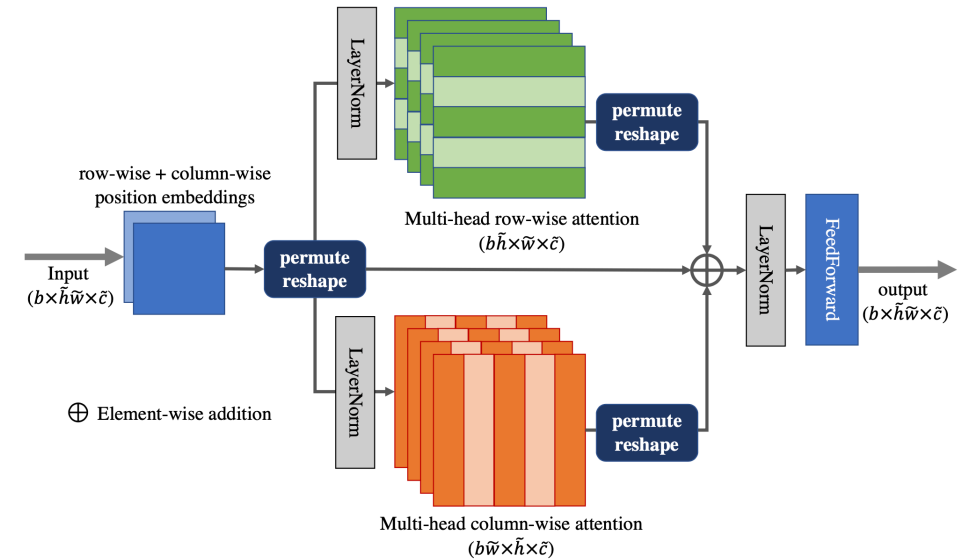 LayerNorm
permute
reshape
row-wise + column-wise
position embeddings
Multi-head row-wise attention
(bh̃×w̃×c̃)
Input
(b×h̃w̃×c̃)
permute
reshape
LayerNorm
FeedForward
output
(b×h̃w̃×c̃)
LayerNorm
⊕ Element-wise addition
permute
reshape
Multi-head column-wise attention
(bw̃×h̃×c̃)